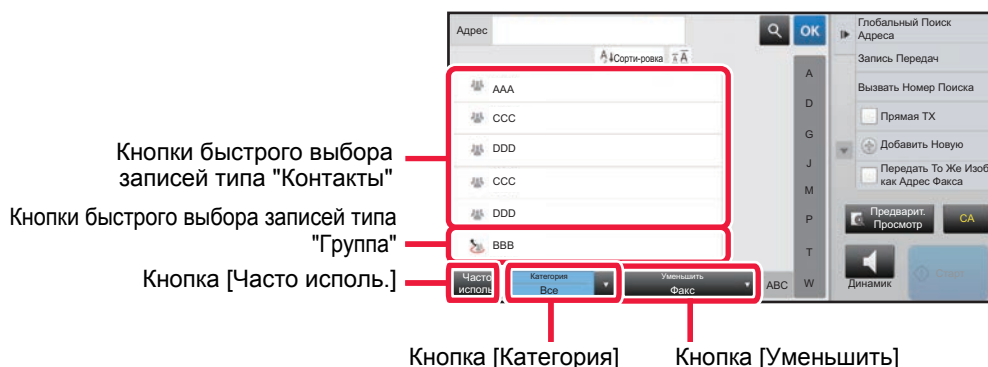 Адрес
OK
Сорти-ровка
AAA
CCC
DDD
CCC
DDD
BBB
A
D
G
J
M
P
T
W
ABC
Часто
исполь
Категория
Все
Уменьшить
Факс
Глобальный Поиск
Адреса
Запись Передач
Вызвать Номер Поиска
Прямая TX
Добавить Новую
Передать То Же Изоб
как Адрес Факса
Предварит.
Просмотр
CA
Динамик
Старт
Кнопки быстрого выбора
записей типа "Контакты"
Кнопки быстрого выбора записей типа
"Группа"
Кнопка [Часто исполь.]
Кнопка [Категория]
Кнопка [Уменьшить]